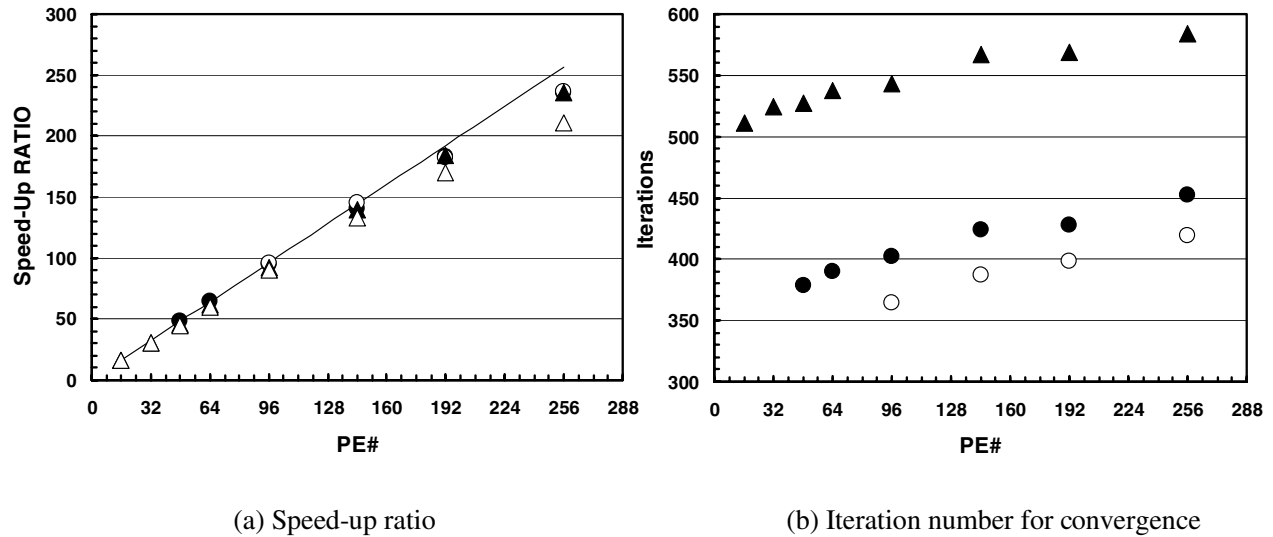 300
250
200
150
100
50
0
Speed-Up RATIO
0 32 64 96 128 160 192 224 256 288
PE#
(a) Speed-up ratio
600
550
500
450
400
350
300
Iterations
0 32 64 96 128 160 192 224 256 288
PE#
(b) Iteration number for convergence